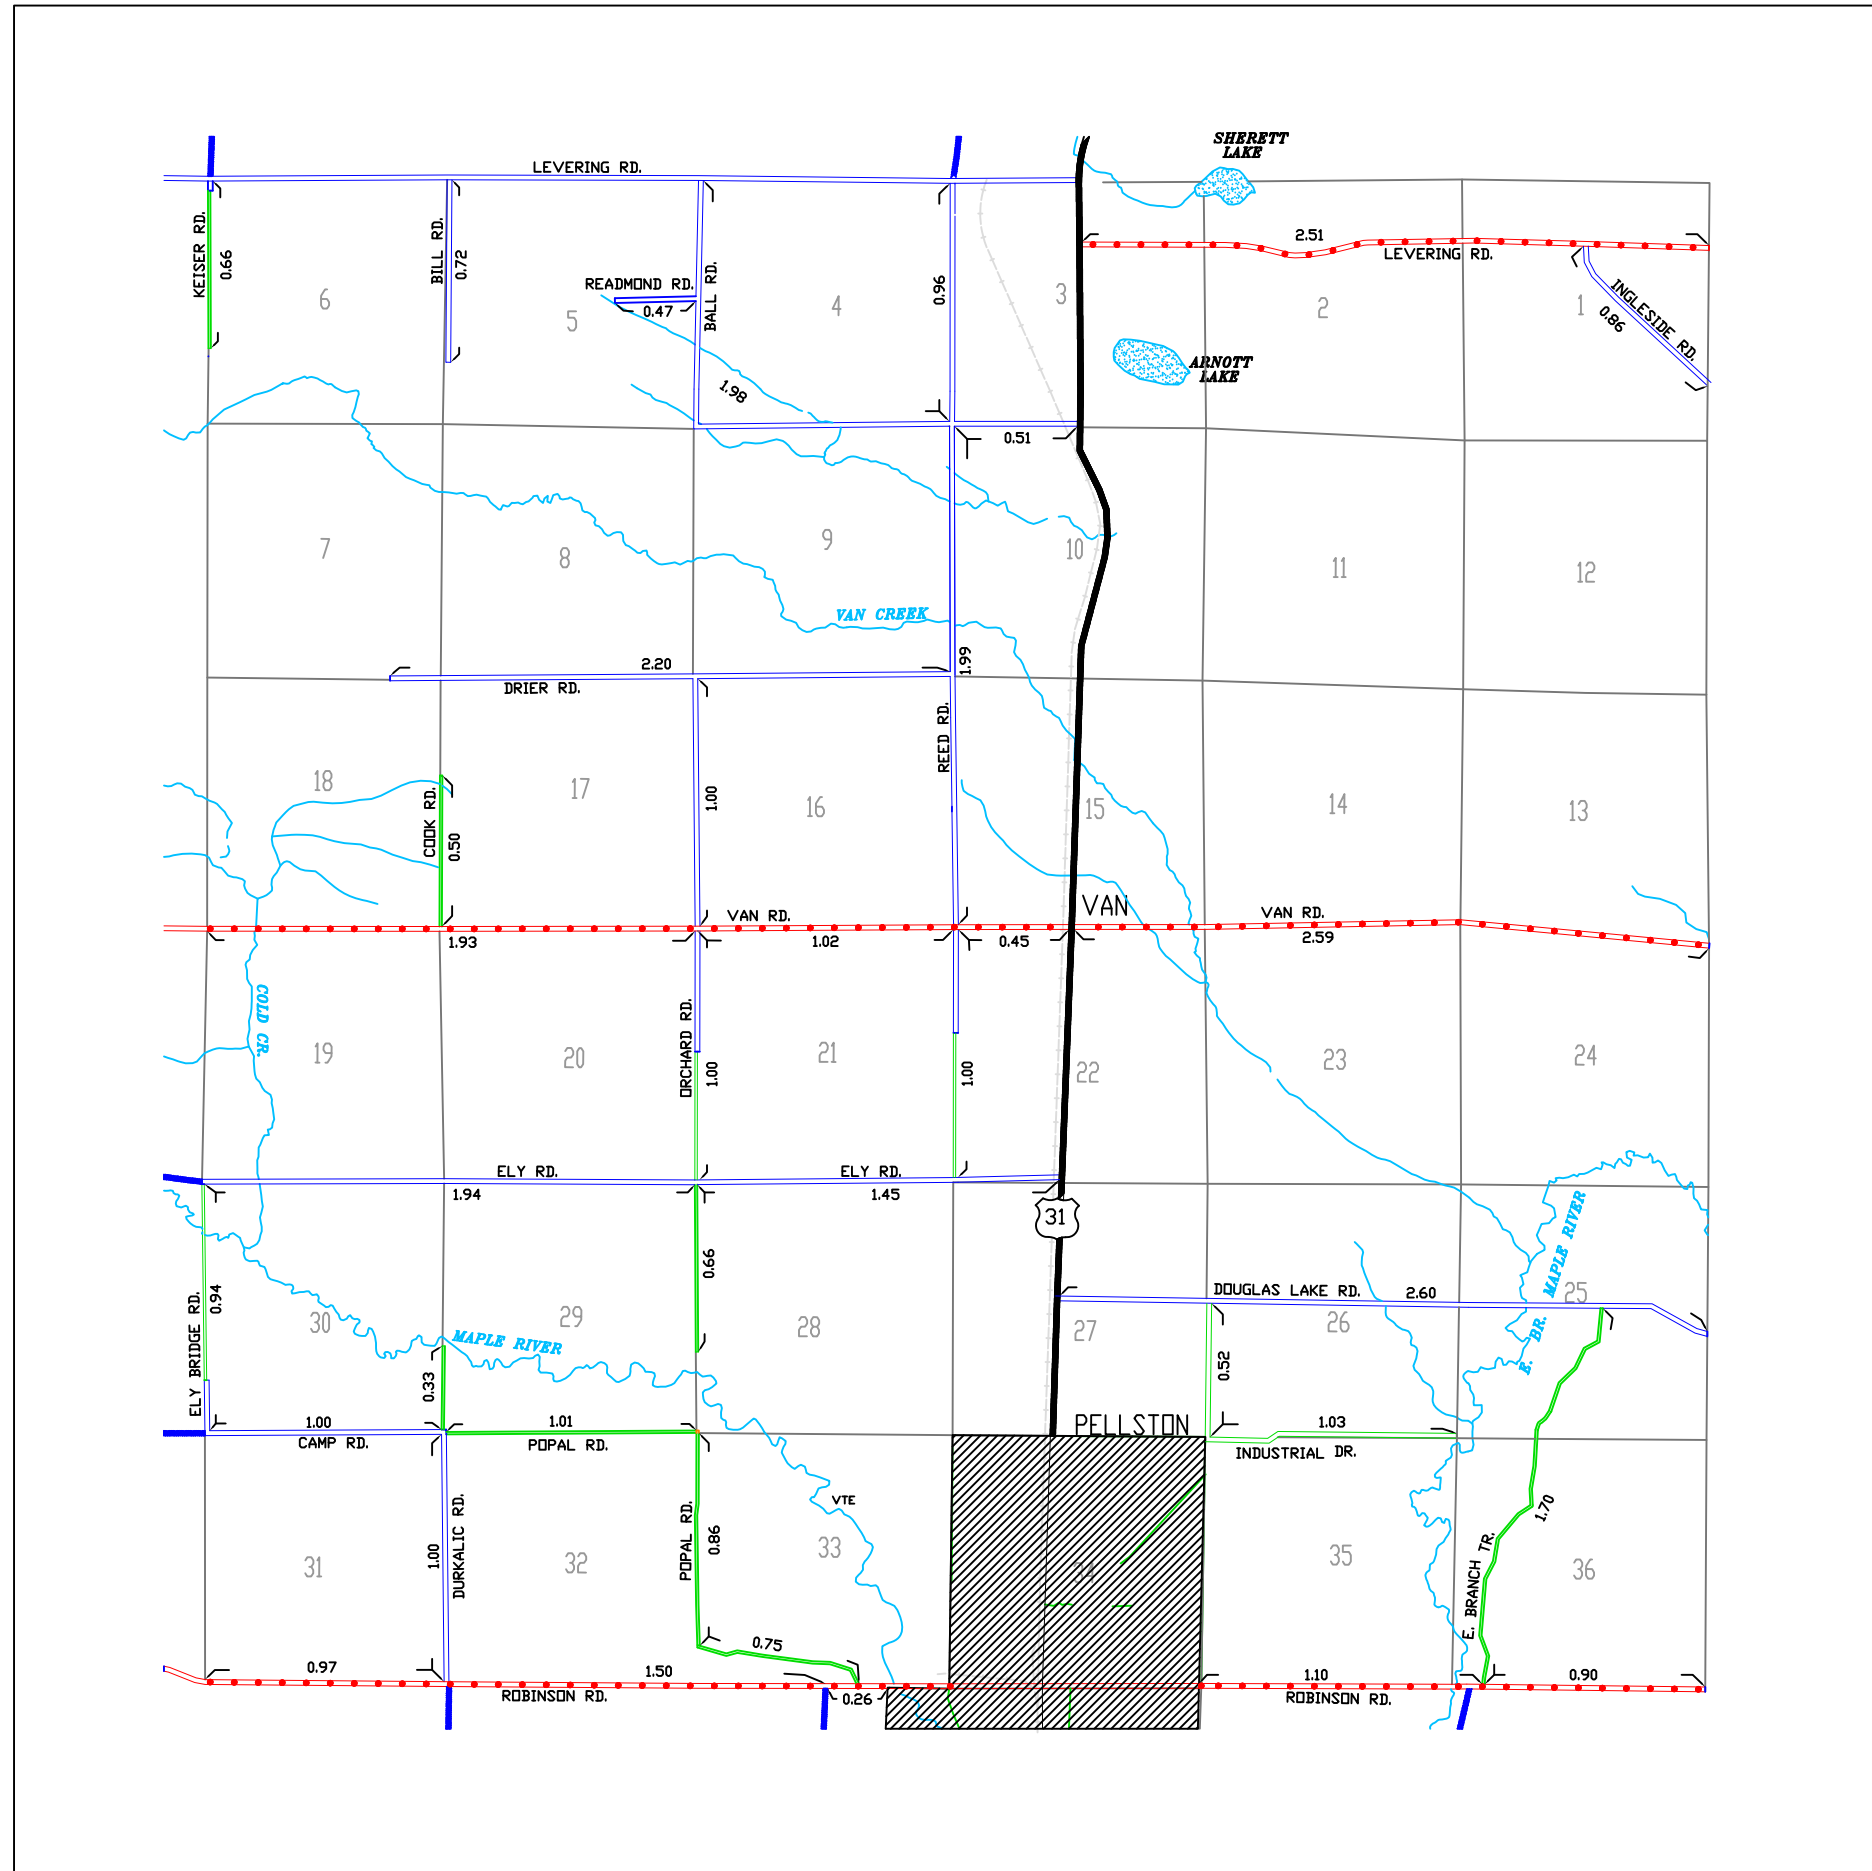 SHERETT
LAKE
LEVERING RD.
KEISER RD.
0.66
BILL RD.
0.72
READMOND RD.
0.47
BALL RD.
0.96
2.51
LEVERING RD.
INGLESIDE RD.
0.86
6
5
4
3
2
1
ARNOTT
LAKE
1.98
0.51
7
8
9
10
11
12
VAN CREEK
2.20
DRIER RD.
1.99
REED RD.
18
17
16
15
14
13
COOK RD.
0.50
1.00
VAN
VAN RD.
VAN RD.
1.93
1.02
0.45
2.59
COLD CR.
19
20
21
22
23
24
ORCHARD RD.
1.00
1.00
ELY RD.
ELY RD.
1.94
1.45
31
MAPLE RIVER
E. BR.
0.94
ELY BRIDGE RD.
0.66
DOUGLAS LAKE RD.
2.60
30
29
28
27
26
25
MAPLE RIVER
0.33
0.52
1.00
CAMP RD.
1.01
POPAL RD.
PELLSTON
1.03
INDUSTRIAL DR.
VTE
DURKALIC RD.
1.00
POPAL RD.
0.86
1.70
E. BRANCH TR.
31
32
33
34
35
36
0.75
0.97
1.50
0.26
1.10
0.90
ROBINSON RD.
ROBINSON RD.